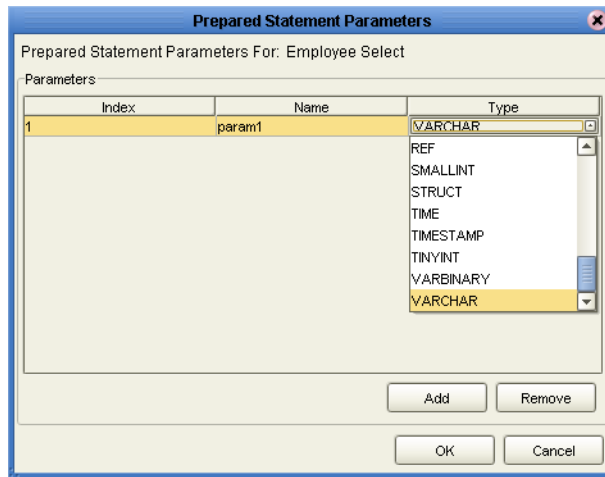 Prepared Statement Parameters
Prepared Statement Parameters For: Employee Select
Parameters
Index Name Type
1 param1 VARCHAR
REF
SMALLINT
STRUCT
TIME
TIMESTAMP
TINYINT
VARBINARY
VARCHAR
Add Remove
OK Cancel